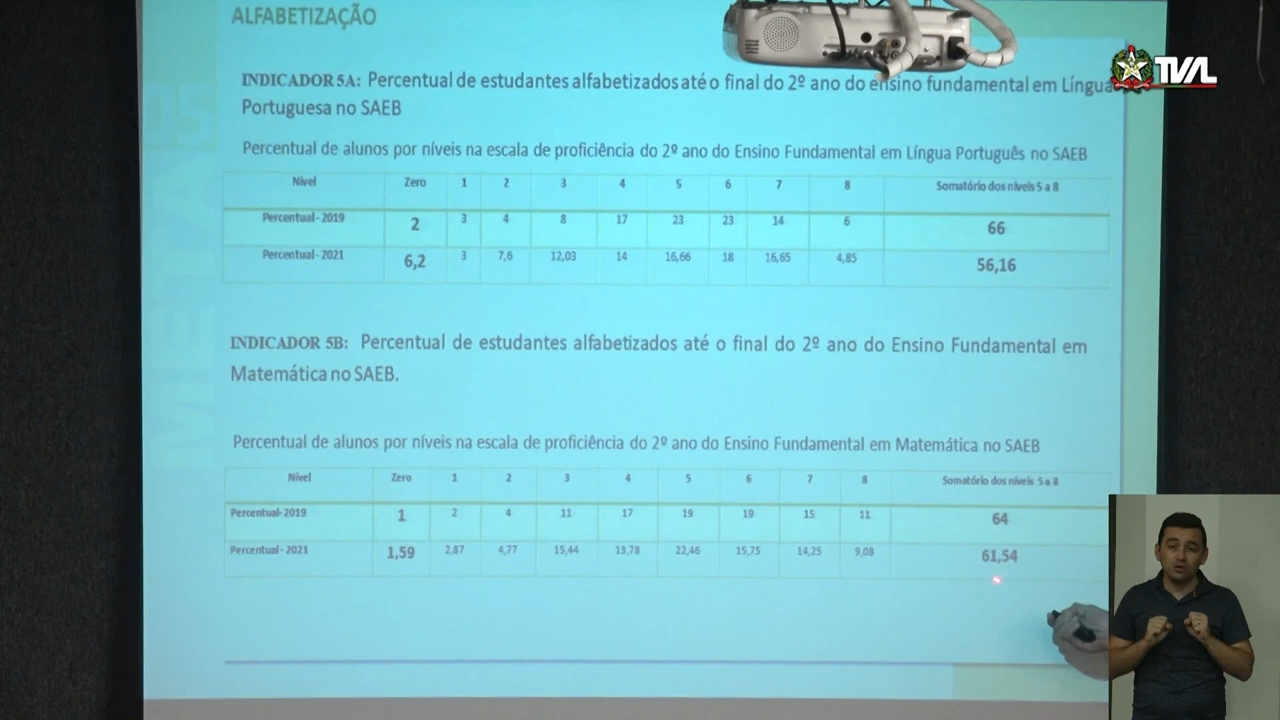 ALFABETIZAÇÃO
TVAL
INDICADOR 5A: Percentual de estudantes alfabetizados até o final do 2º ano do ensino fundamental em Língua
Portuguesa no SAEB
Percentual de alunos por níveis na escala de proficiência do 2º ano do Ensino Fundamental em Língua Português no SAEB
Nível Zero 1 2 3 4 5 6 7 8 Somatório dos níveis 5 a 8
Percentual- 2019 2 3 4 8 17 23 23 14 6 66
Percentual- 2021 6,2 3 7,6 12,03 14 16,66 18 16,65 4,85 56,16
INDICADOR 5B: Percentual de estudantes alfabetizados até o final do 2º ano do Ensino Fundamental em
Matemática no SAEB.
Percentual de alunos por níveis na escala de proficiência do 2º ano do Ensino Fundamental em Matemática no SAEB
Nível Zero 1 2 3 4 5 6 7 8 Somatório dos níveis 5 a 8
Percentual-2019 1 2 4 11 17 19 19 15 11 64
Percentual- 2021 1,59 2,87 4,77 15,44 13,78 22,46 15,75 14,25 9,08 61,54
META 05